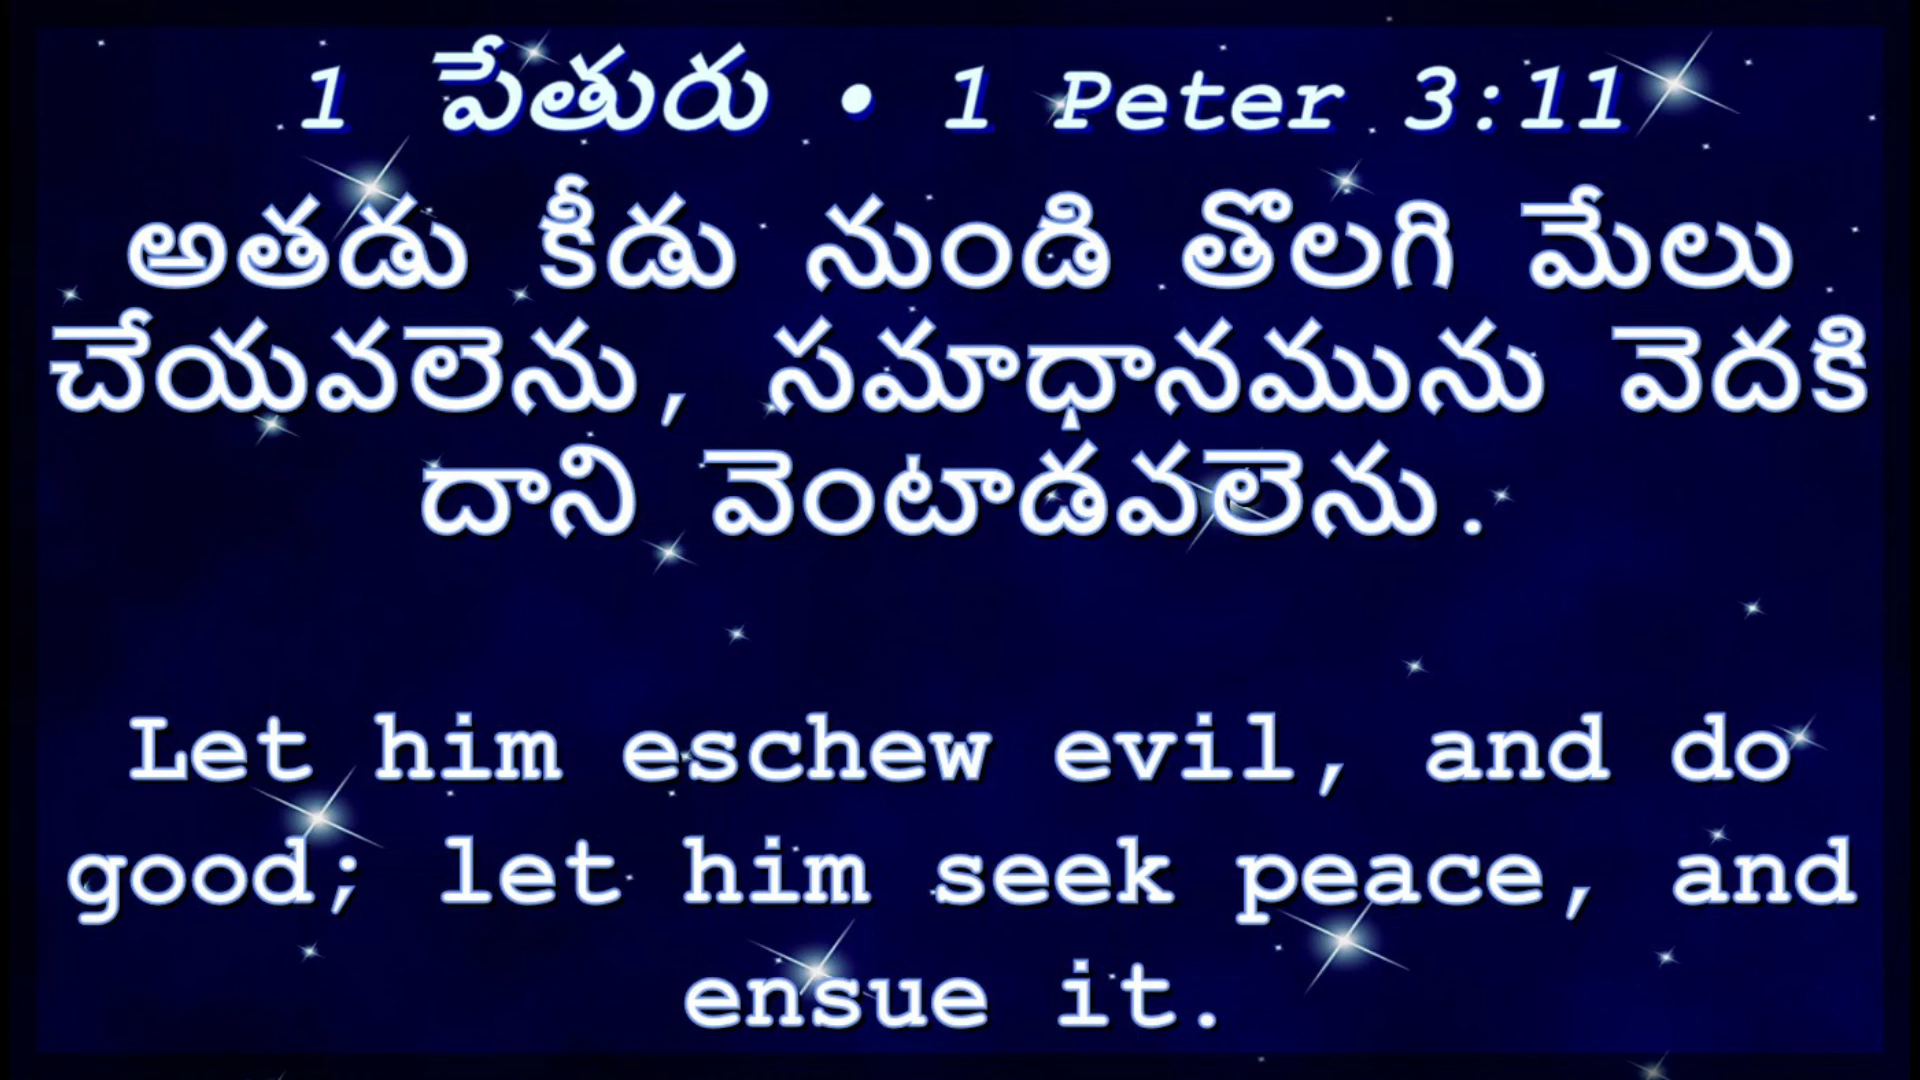 1 పేతురు • 1 Peter 3:11
అతడు కీడు నుండి తొలగి మేలు
చేయవలెను, సమాధానమును వెదకి
దాని వెంటాడవలెను.
Let him eschew evil, and do
good; let him seek peace, and
ensue it.